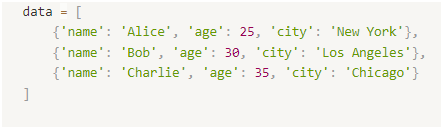 data = [
    {'name': 'Alice', 'age': 25, 'city': 'New York'},
    {'name': 'Bob', 'age': 30, 'city': 'Los Angeles'},
    {'name': 'Charlie', 'age': 35, 'city': 'Chicago'}
]